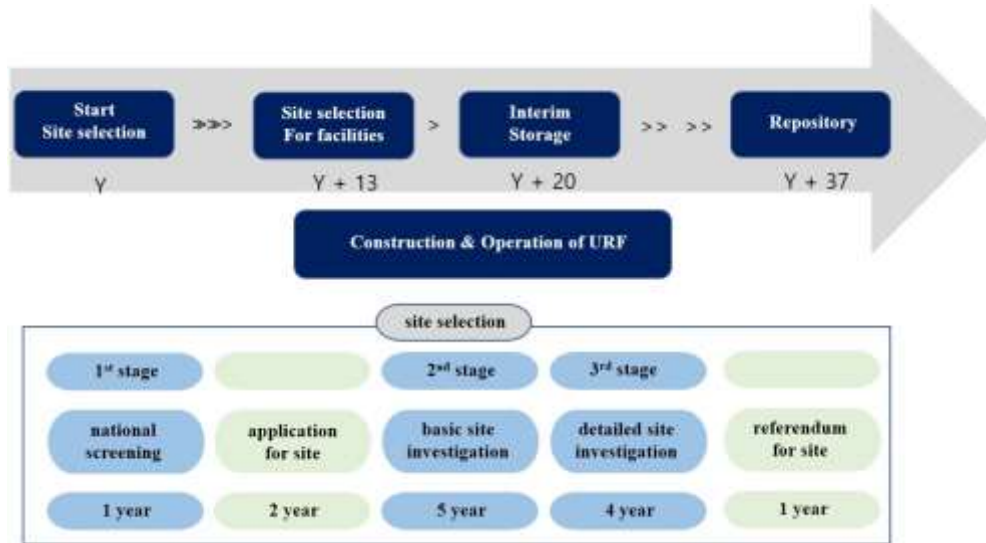 Start
Site selection
>>>>
Site selection
For facilities
>
Interim
Storage
>> >>
Repository
Y
Y + 13
Y + 20
Y + 37
Construction & Operation of URF
site selection
1st stage
2nd stage
3rd stage
national
screening
application
for site
basic site
investigation
detailed site
investigation
referendum
for site
1 year
2 year
5 year
4 year
1 year